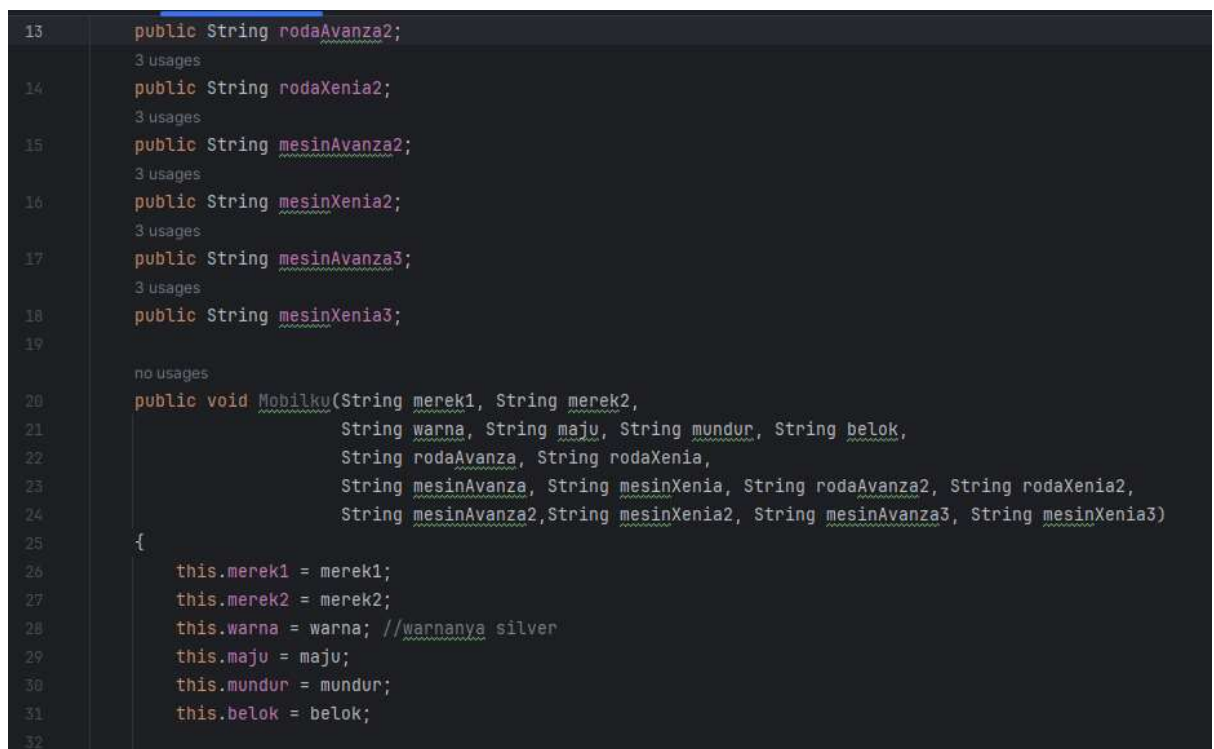 13 public String rodaAvanza2;
3 usages
14 public String rodaXenia2;
3 usages
15 public String mesinAvanza2;
3 usages
16 public String mesinXenia2;
3 usages
17 public String mesinAvanza3;
3 usages
18 public String mesinXenia3;
19
no usages
20 public void Mobilku(String merek1, String merek2,
21 String warna, String maju, String mundur, String belok,
22 String rodaAvanza, String rodaXenia,
23 String mesinAvanza, String mesinXenia, String rodaAvanza2, String rodaXenia2,
24 String mesinAvanza2,String mesinXenia2, String mesinAvanza3, String mesinXenia3)
25 {
26 this.merek1 = merek1;
27 this.merek2 = merek2;
28 this.warna = warna; //warnanya silver
29 this.maju = maju;
30 this.mundur = mundur;
31 this.belok = belok;
32